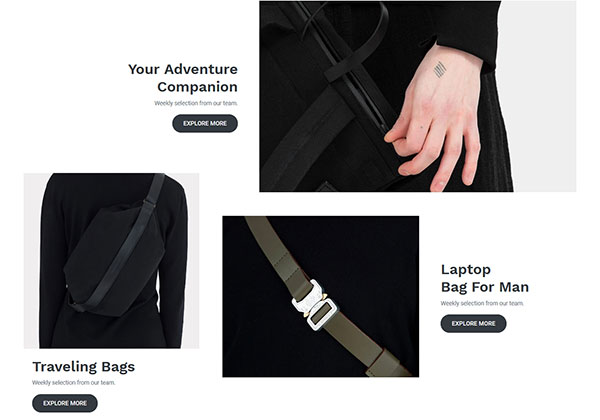 Your Adventure
Companion
Weekly selection from our team.
EXPLORE MORE
Laptop
Bag For Man
Weekly selection from our team.
EXPLORE MORE
Traveling Bags
Weekly selection from our team.
EXPLORE MORE